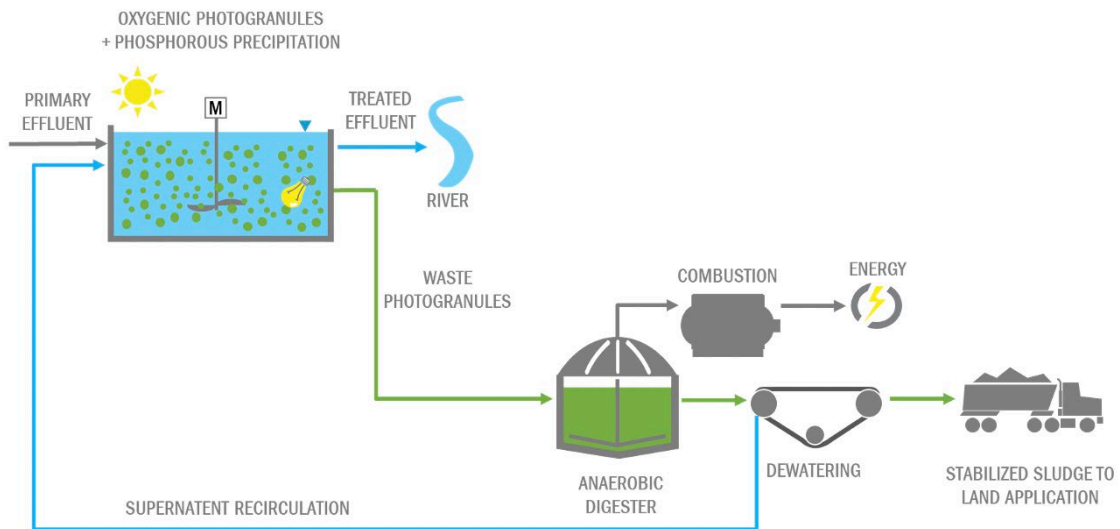 OXYGENIC PHOTOGRANULES
+ PHOSPHOROUS PRECIPITATION
PRIMARY
EFFLUENT
M
TREATED
EFFLUENT
RIVER
WASTE
PHOTOGRANULES
COMBUSTION
ENERGY
ANAEROBIC
DIGESTER
DEWATERING
STABILIZED SLUDGE TO
LAND APPLICATION
SUPERNATENT RECIRCULATION